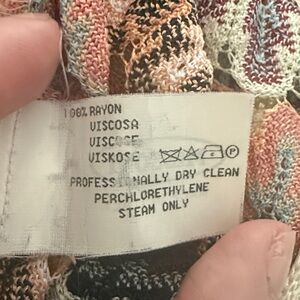 100% RAYON
VISCOSA
VISCOSE
VISKOSE
PROFESSIONALLY DRY CLEAN
PERCHLORETHYLENE
STEAM ONLY